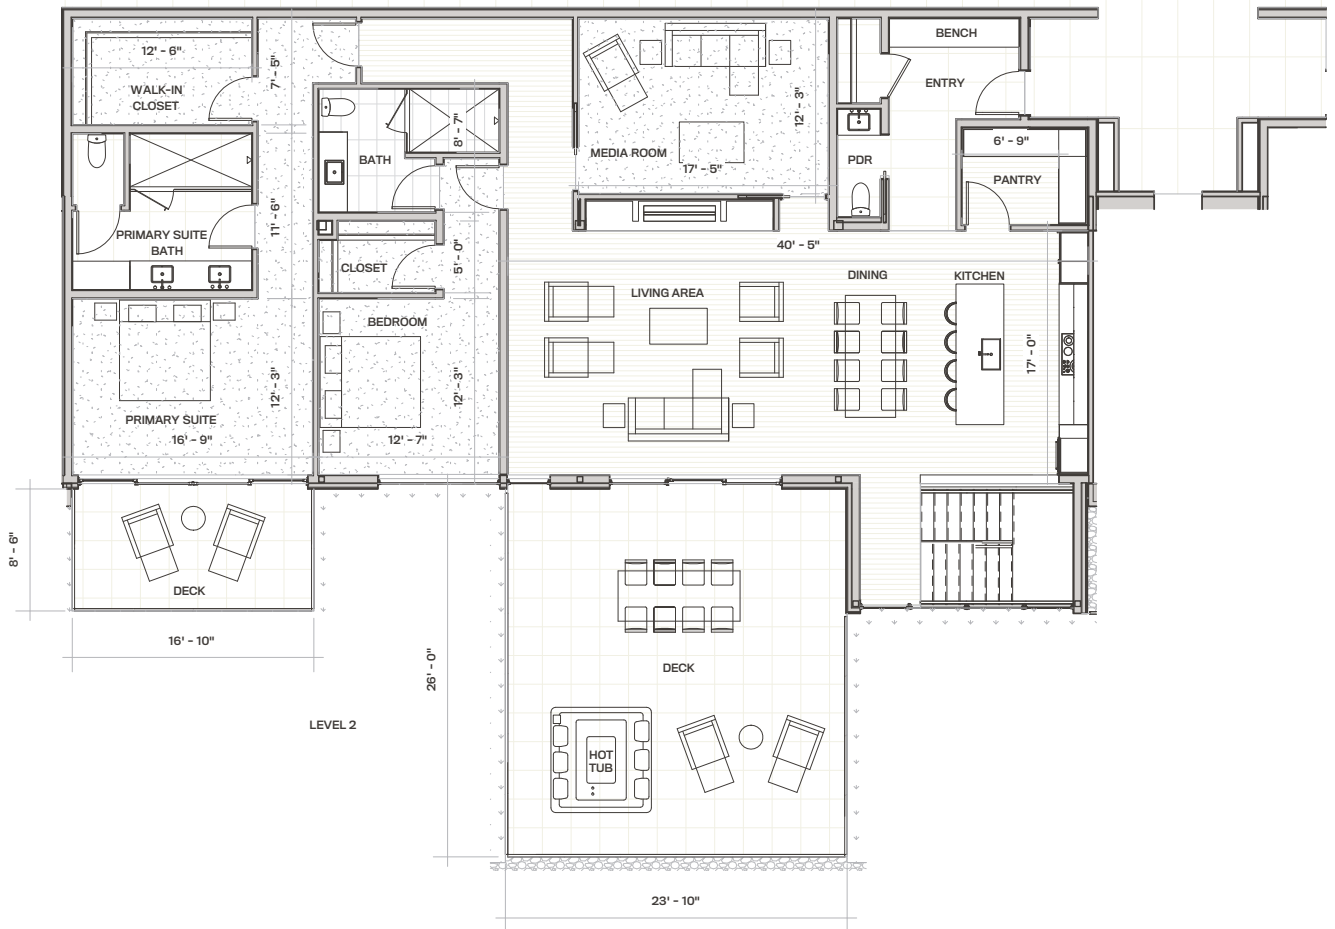 BENCH
12' - 6"
7' - 5"
WALK-IN
CLOSET
ENTRY
12' - 3"
8' - 7"
6' - 9"
MEDIA ROOM
BATH
PDR
17' - 5"
PANTRY
11' - 6"
PRIMARY SUITE
BATH
40' - 5"
5' - 0"
CLOSET
DINING
KITCHEN
LIVING AREA
BEDROOM
17' - 0"
12' - 3"
12' - 3"
PRIMARY SUITE
16' - 9"
12' - 7"
8' - 6"
DECK
16' - 10"
26' - 0"
DECK
LEVEL 2
HOT
TUB
23' - 10"